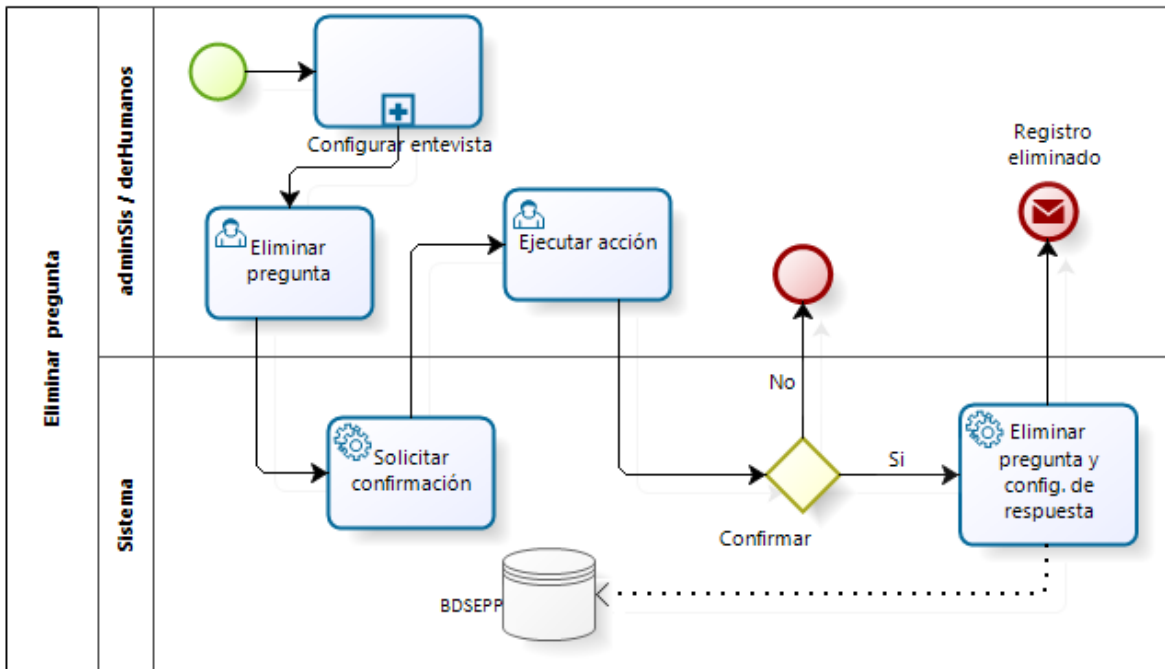 Eliminar pregunta
adminSis / derHumanos
Sistema
Configurar entevista
Eliminar
pregunta
Ejecutar acción
Registro
eliminado
Solicitar
confirmación
No
Si
Confirmar
Eliminar
pregunta y
config. de
respuesta
BDSEPP